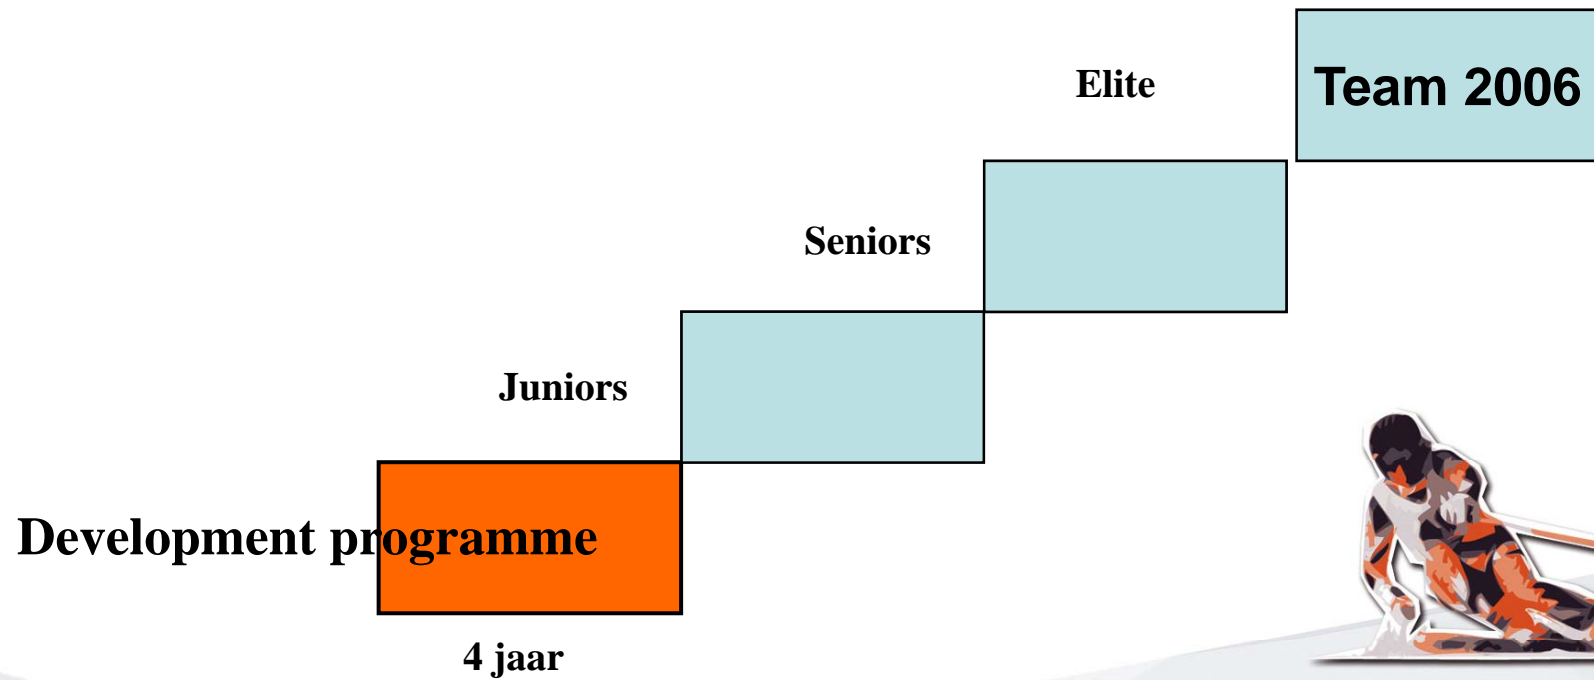 Team 2006
Elite
Seniors
Juniors
Development programme
4 jaar